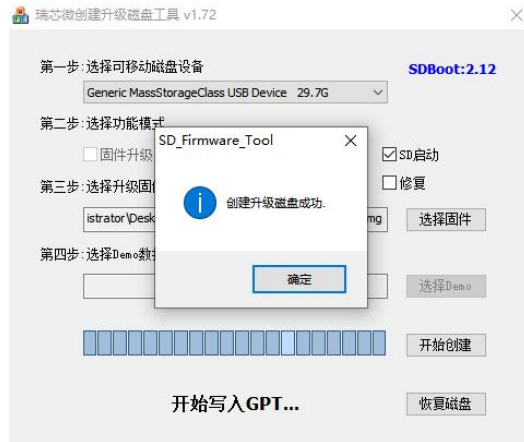 瑞芯微创建升级磁盘工具 v1.72
第一步:选择可移动磁盘设备
SDBoot:2.12
Generic MassStorageClass USB Device 29.7G
第二步:选择功能模式
SD_Firmware_Tool
固件升级
SD启动
第三步:选择升级固
修复
创建升级磁盘成功.
istrator\Desk
mg
选择固件
第四步:选择Demo数
确定
选择Demo
开始创建
开始写入GPT...
恢复磁盘